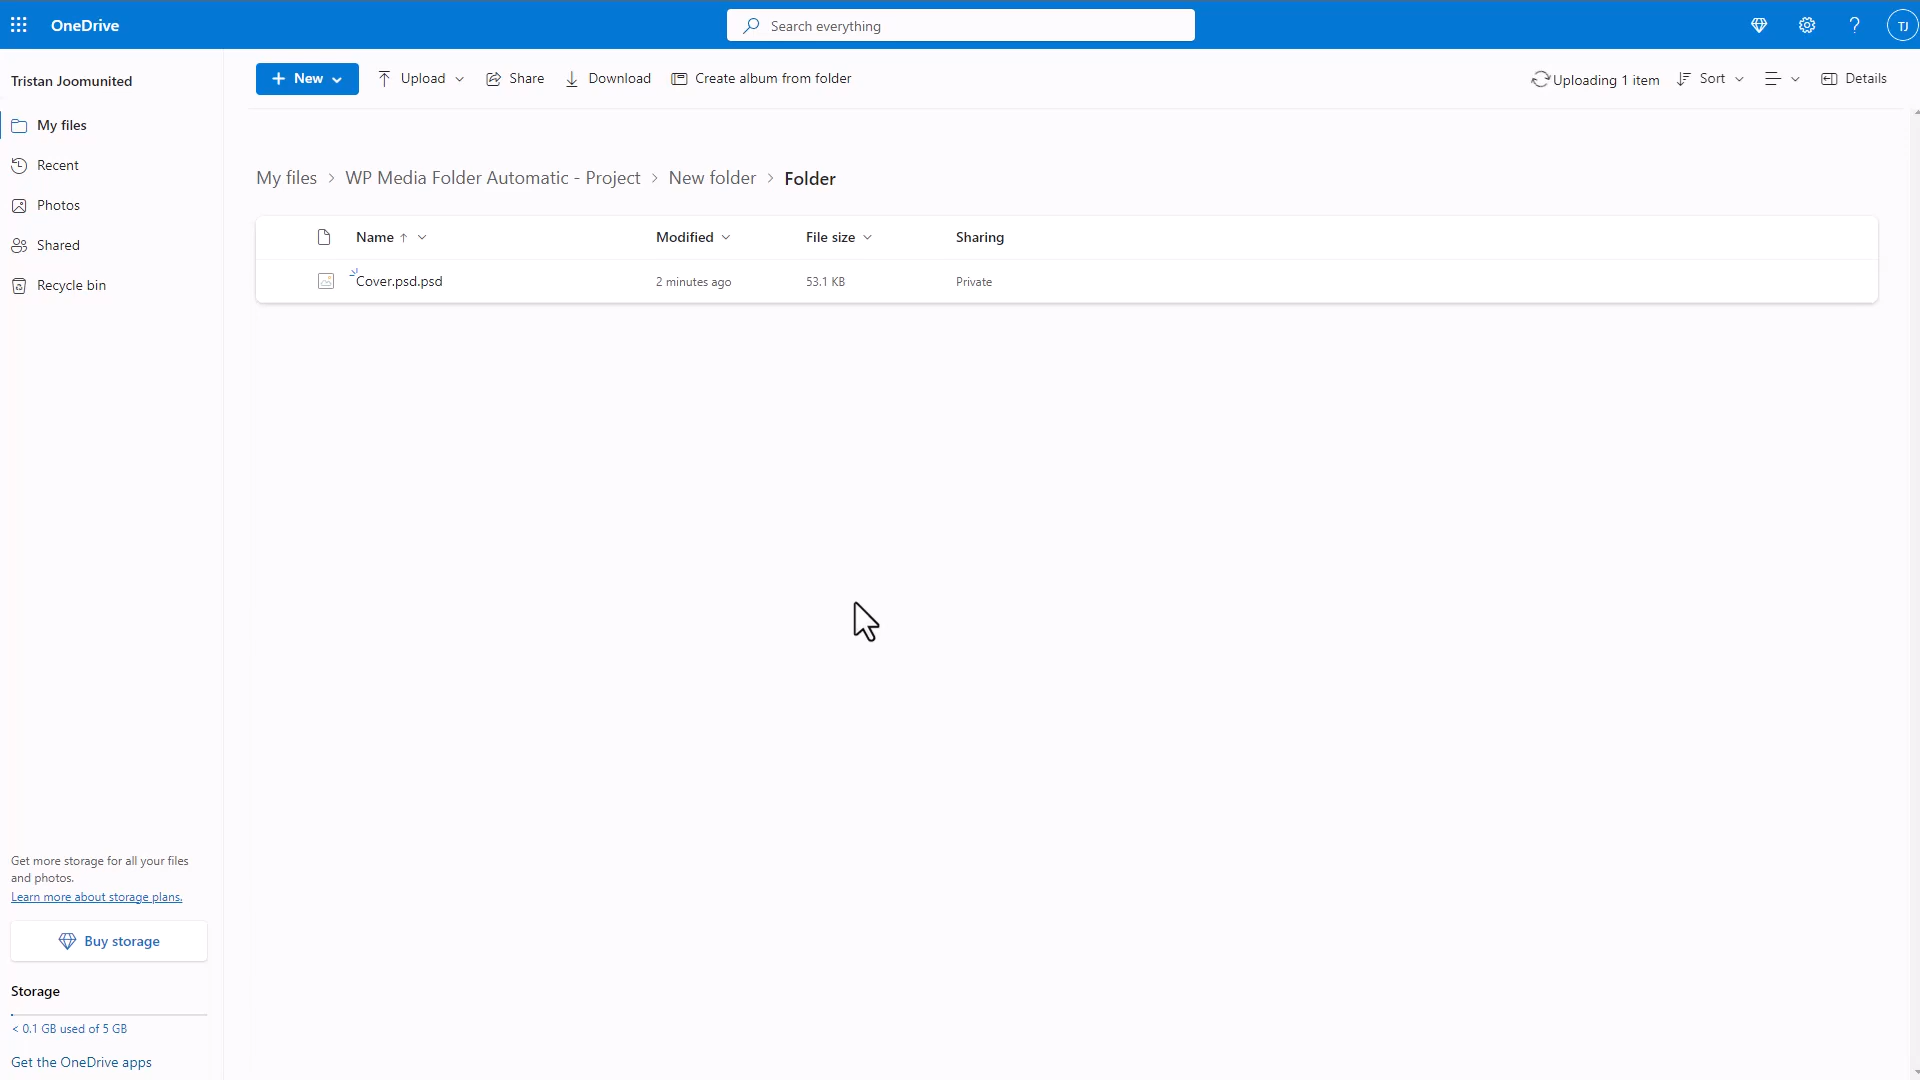 OneDrive
Search everything
TJ
Tristan Joomunited
New
Upload
Share
Download
Create album from folder
Uploading 1 item
Sort
Details
My files
Recent
Photos
Shared
Recycle bin
My files > WP Media Folder Automatic - Project > New folder > Folder
Name ↑ Modified File size Sharing
Cover.psd.psd 2 minutes ago 53.1 KB Private
Get more storage for all your files
and photos.
Learn more about storage plans.
Buy storage
Storage
< 0.1 GB used of 5 GB
Get the OneDrive apps